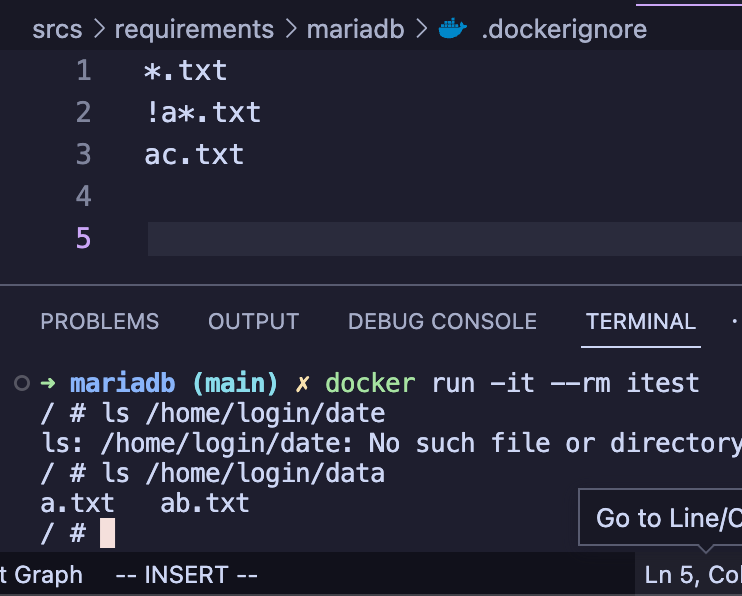 srcs > requirements > mariadb > .dockerignore
1 *.txt
2 !a*.txt
3 ac.txt
4
5
PROBLEMS OUTPUT DEBUG CONSOLE TERMINAL ·
○ → mariadb (main) ✗ docker run -it --rm itest
/ # ls /home/login/date
ls: /home/login/date: No such file or directory
/ # ls /home/login/data
a.txt ab.txt
/ #
Go to Line/C
t Graph -- INSERT -- Ln 5, Col